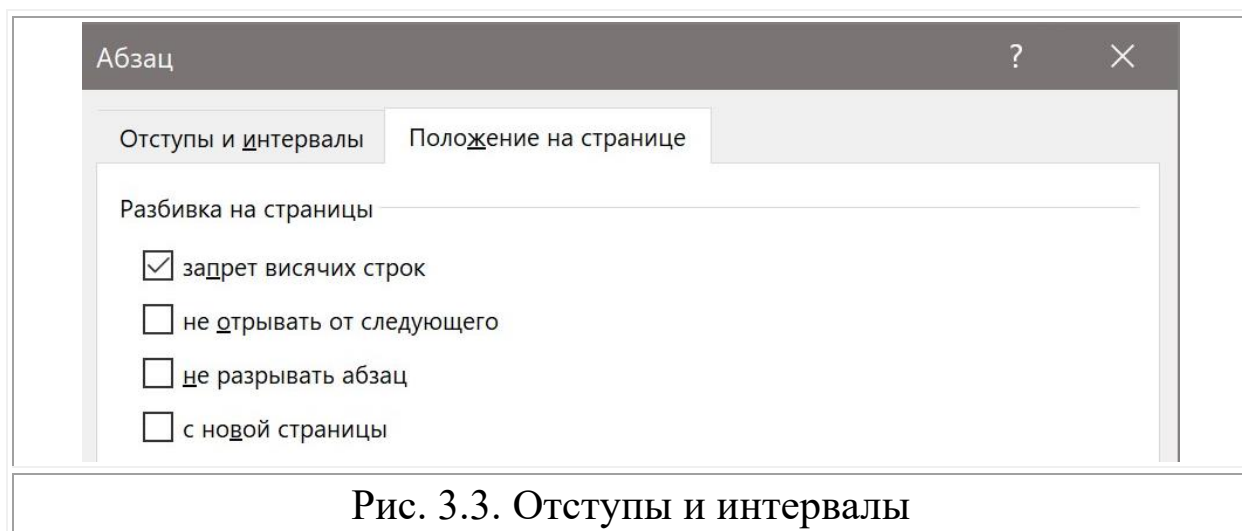 Абзац ?
Отступы и интервалы Положение на странице
Разбивка на страницы
запрет висячих строк
не отрывать от следующего
не разрывать абзац
с новой страницы
Рис. 3.3. Отступы и интервалы